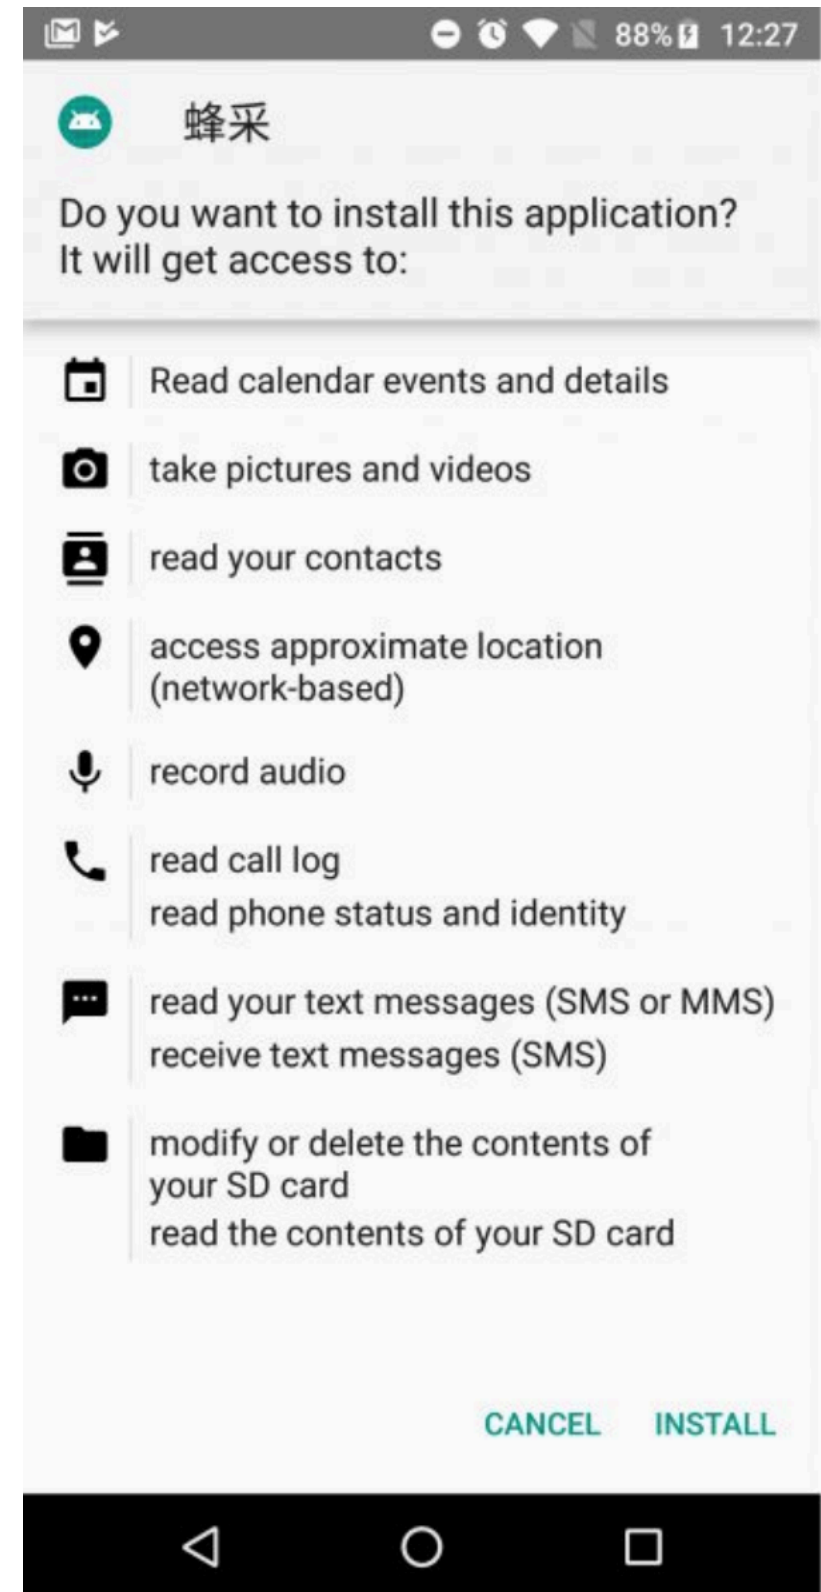 88% 12:27
蜂采
Do you want to install this application?
It will get access to:
Read calendar events and details
take pictures and videos
read your contacts
access approximate location
(network-based)
record audio
read call log
read phone status and identity
read your text messages (SMS or MMS)
receive text messages (SMS)
modify or delete the contents of
your SD card
read the contents of your SD card
CANCEL INSTALL